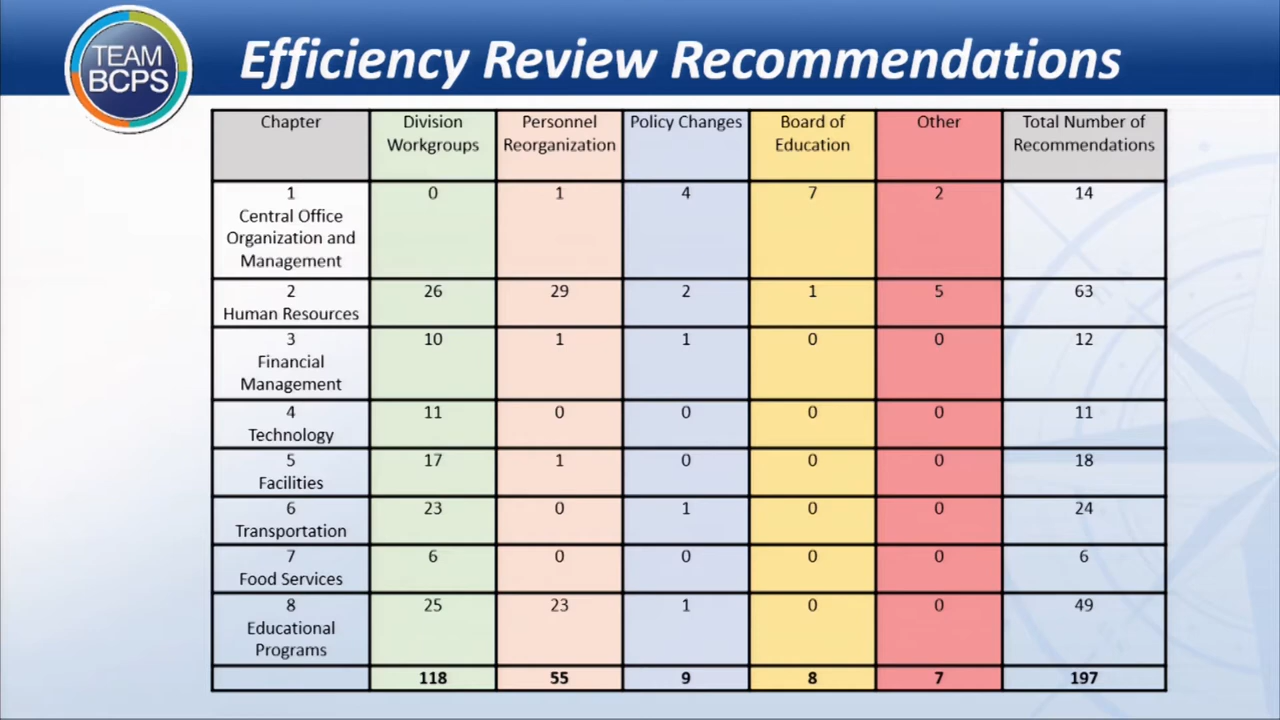 TEAM
BCPS
Efficiency Review Recommendations
Chapter
Division
Workgroups
Personnel
Reorganization
Policy Changes
Board of
Education
Other
Total Number of
Recommendations
1
Central Office
Organization and
Management
0
1
4
7
2
14
2
Human Resources
26
29
2
1
5
63
3
Financial
Management
10
1
1
0
0
12
4
Technology
11
0
0
0
0
11
5
Facilities
17
1
0
0
0
18
6
Transportation
23
0
1
0
0
24
7
Food Services
6
0
0
0
0
6
8
Educational
Programs
25
23
1
0
0
49
118
55
9
8
7
197